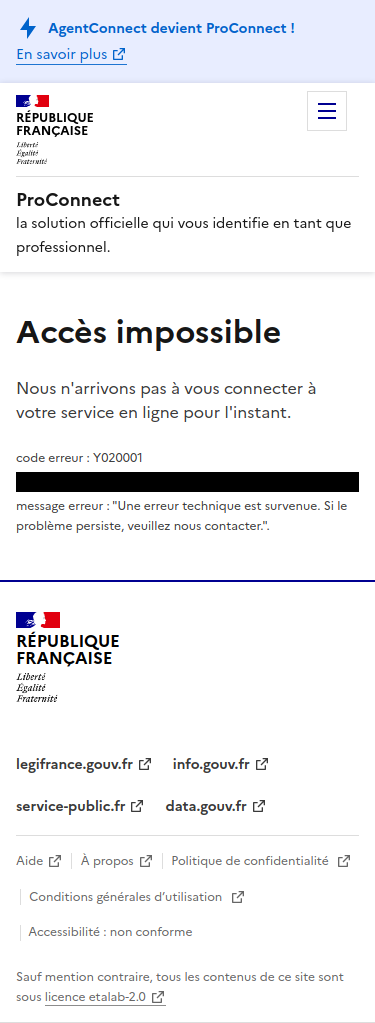 AgentConnect devient ProConnect !
En savoir plus
RÉPUBLIQUE
FRANÇAISE
Liberté
Égalité
Fraternité
ProConnect
la solution officielle qui vous identifie en tant que
professionnel.
Accès impossible
Nous n'arrivons pas à vous connecter à
votre service en ligne pour l'instant.
code erreur : Y020001
message erreur : "Une erreur technique est survenue. Si le
problème persiste, veuillez nous contacter.".
RÉPUBLIQUE
FRANÇAISE
Liberté
Égalité
Fraternité
legifrance.gouv.fr info.gouv.fr
service-public.fr data.gouv.fr
Aide À propos Politique de confidentialité
Conditions générales d’utilisation
Accessibilité : non conforme
Sauf mention contraire, tous les contenus de ce site sont
sous licence etalab-2.0